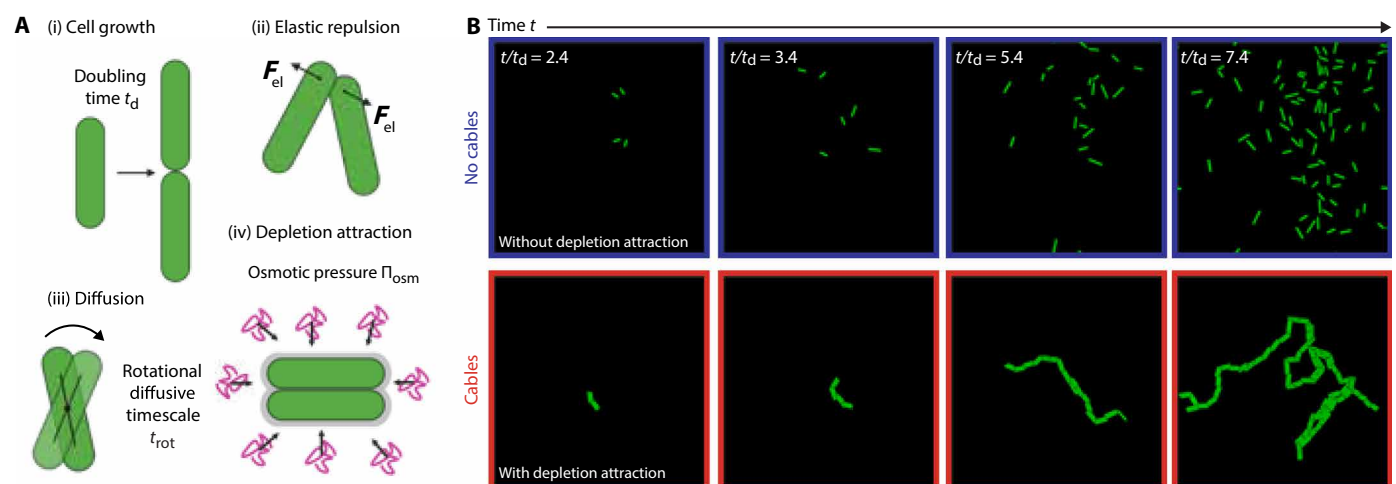 A
(i) Cell growth
Doubling
time t_d
(ii) Elastic repulsion
F_el
F_el
(iii) Diffusion
Rotational
diffusive
timescale
t_rot
(iv) Depletion attraction
Osmotic pressure Π_osm
B Time t
No cables
t/t_d = 2.4
t/t_d = 3.4
t/t_d = 5.4
t/t_d = 7.4
Without depletion attraction
Cables
With depletion attraction